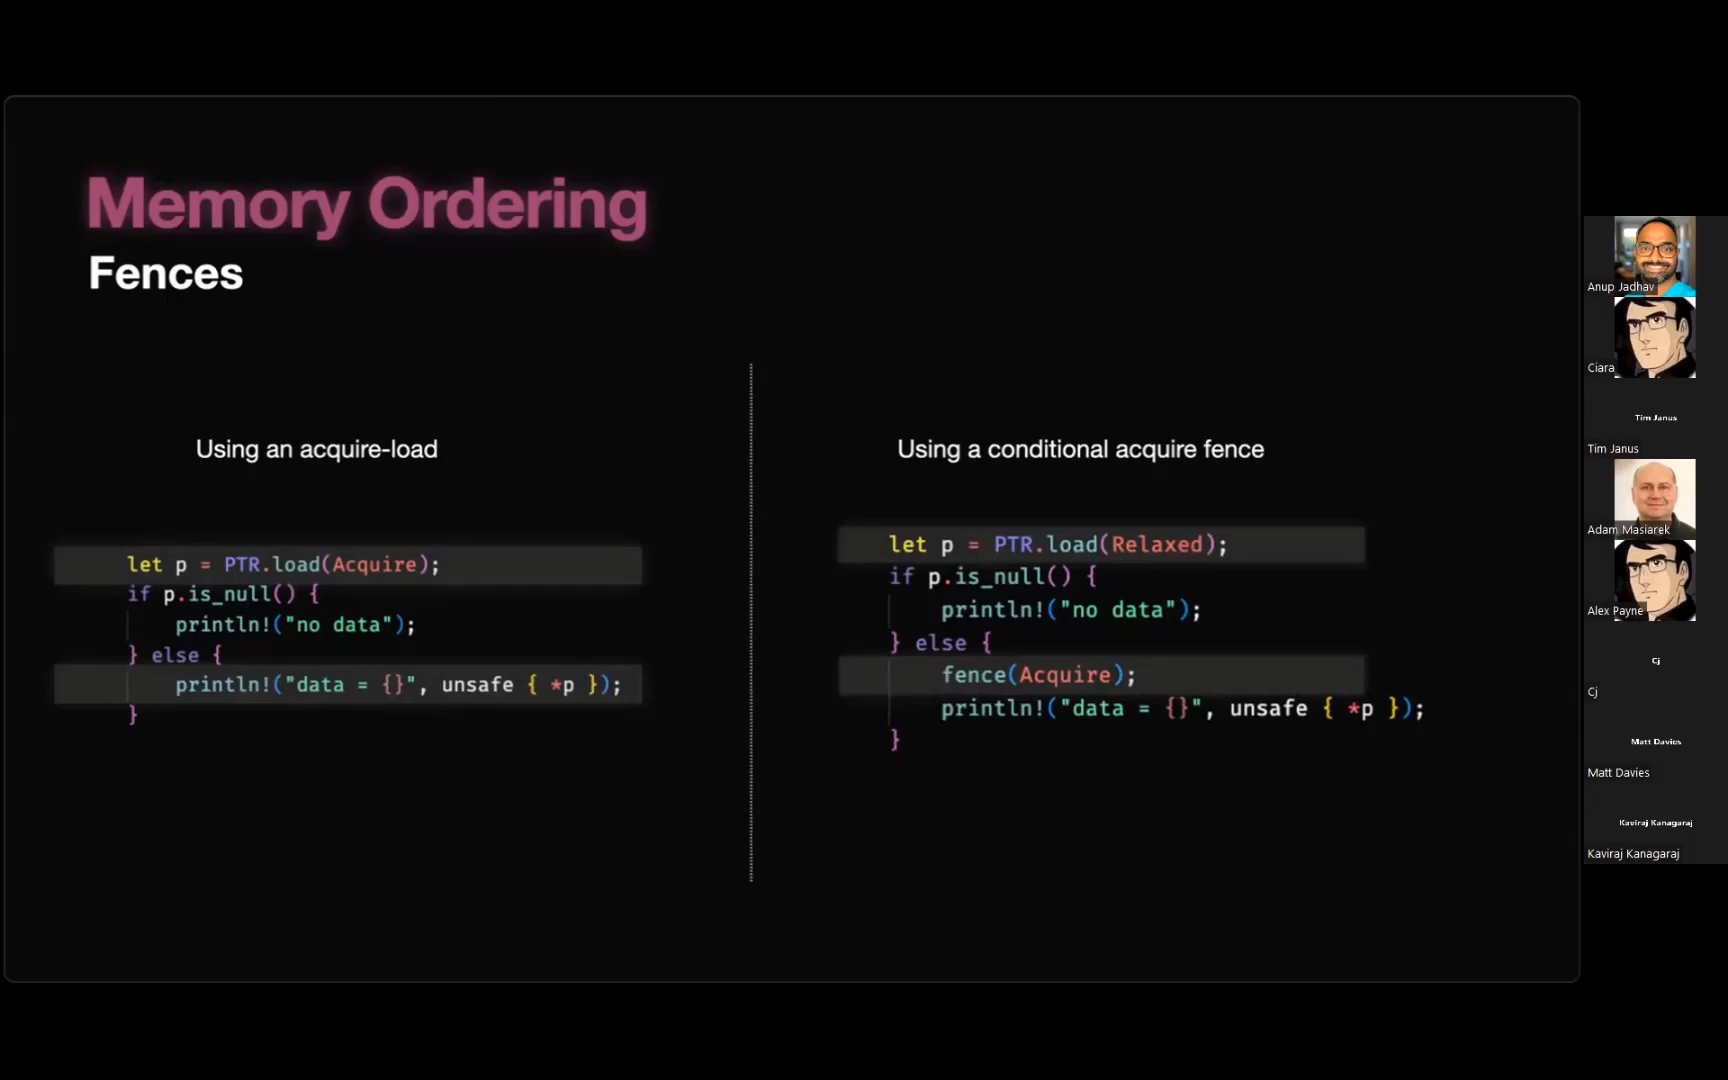 Memory Ordering
Fences
Using an acquire-load
let p = PTR.load(Acquire);
if p.is_null() {
    println!("no data");
} else {
    println!("data = {}", unsafe { *p });
}
Using a conditional acquire fence
let p = PTR.load(Relaxed);
if p.is_null() {
    println!("no data");
} else {
    fence(Acquire);
    println!("data = {}", unsafe { *p });
}
Anup Jadhav
Ciara
Tim Janus
Tim Janus
Adam Masiarek
Alex Payne
Cj
Cj
Matt Davies
Matt Davies
Kaviraj Kanagaraj
Kaviraj Kanagaraj